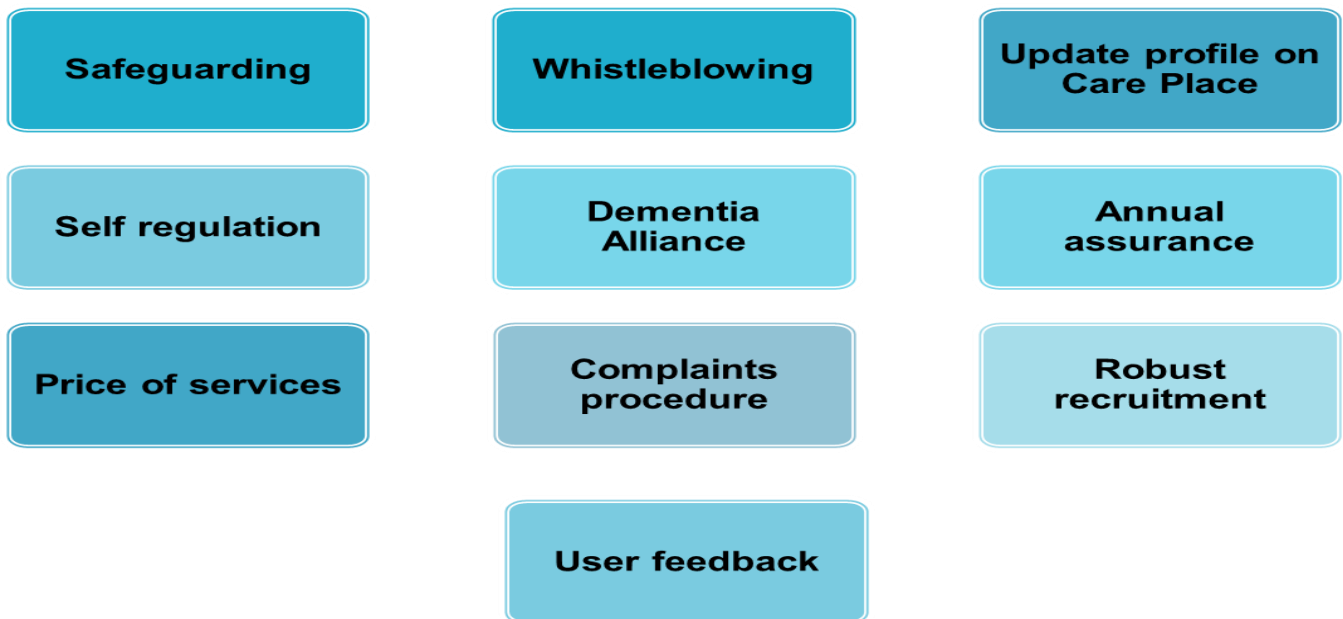 Safeguarding
Whistleblowing
Update profile on
Care Place
Self regulation
Dementia
Alliance
Annual
assurance
Price of services
Complaints
procedure
Robust
recruitment
User feedback